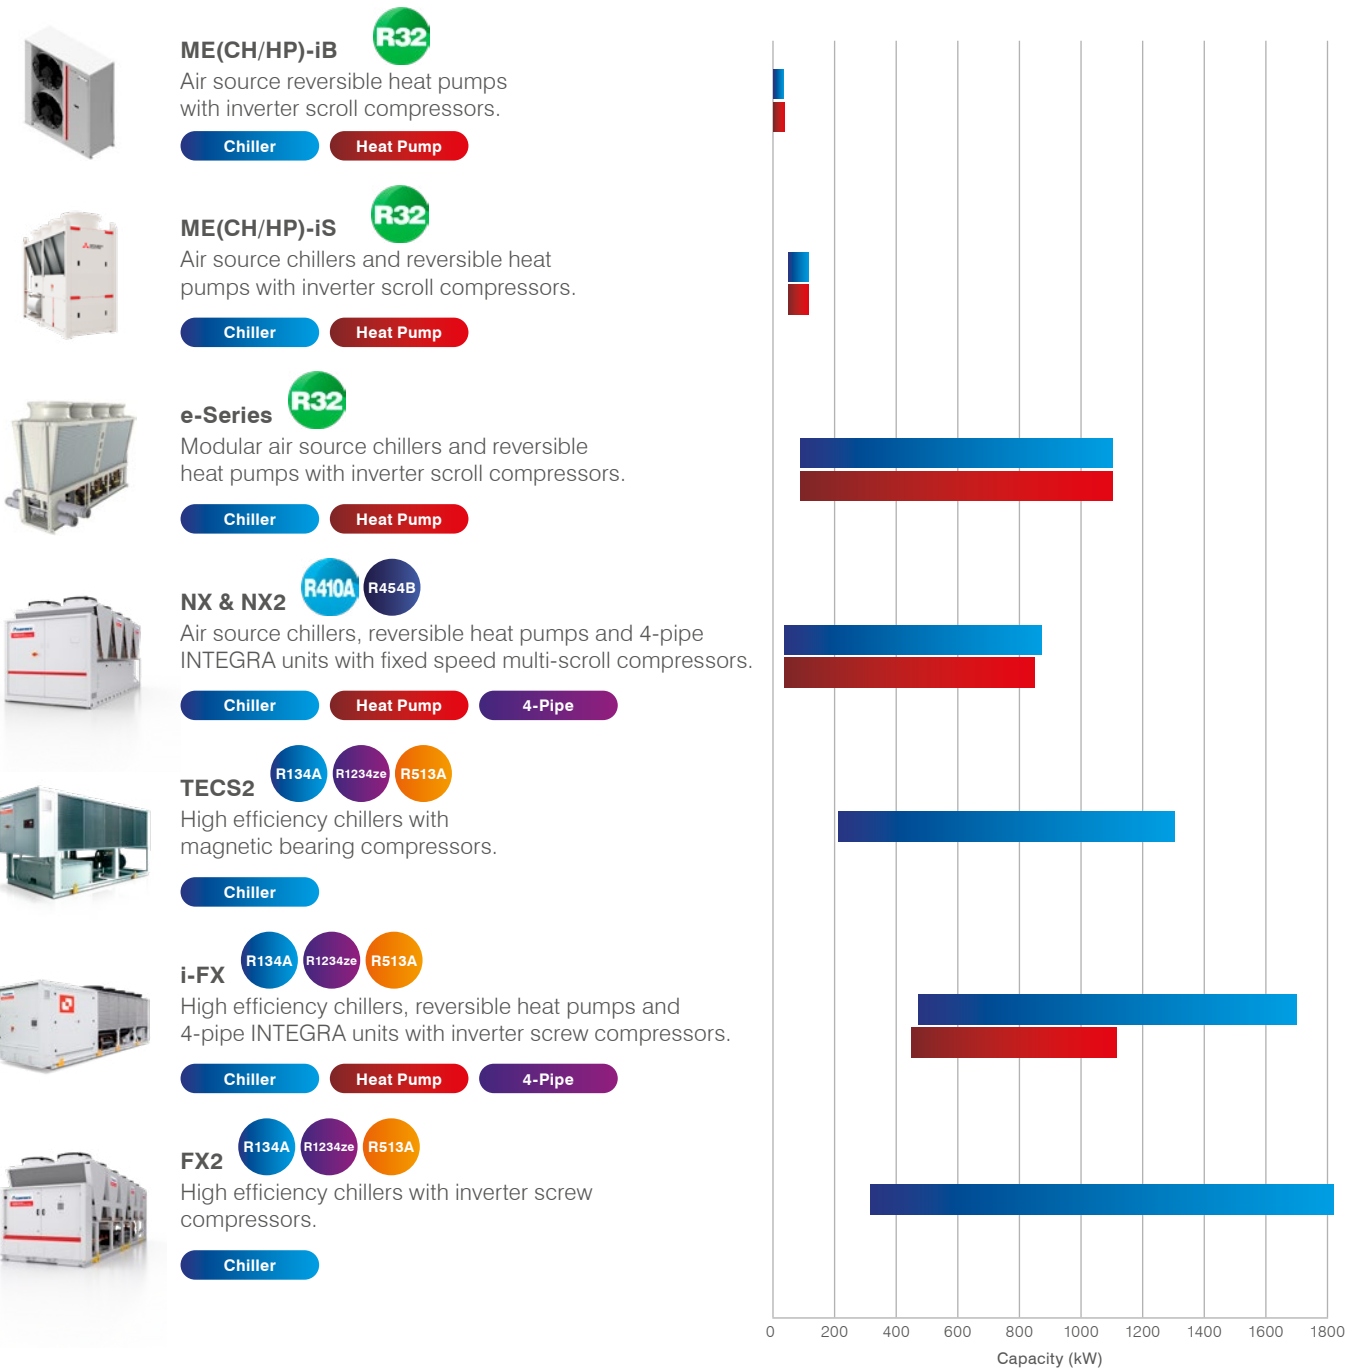 ME(CH/HP)-iB R32
Air source reversible heat pumps
with inverter scroll compressors.
Chiller Heat Pump
ME(CH/HP)-iS R32
Air source chillers and reversible heat
pumps with inverter scroll compressors.
Chiller Heat Pump
e-Series R32
Modular air source chillers and reversible
heat pumps with inverter scroll compressors.
Chiller Heat Pump
NX & NX2 R410A R454B
Air source chillers, reversible heat pumps and 4-pipe
INTEGRA units with fixed speed multi-scroll compressors.
Chiller Heat Pump 4-Pipe
TECS2 R134A R1234ze R513A
High efficiency chillers with
magnetic bearing compressors.
Chiller
i-FX R134A R1234ze R513A
High efficiency chillers, reversible heat pumps and
4-pipe INTEGRA units with inverter screw compressors.
Chiller Heat Pump 4-Pipe
FX2 R134A R1234ze R513A
High efficiency chillers with inverter screw
compressors.
Chiller
0 200 400 600 800 1000 1200 1400 1600 1800
Capacity (kW)